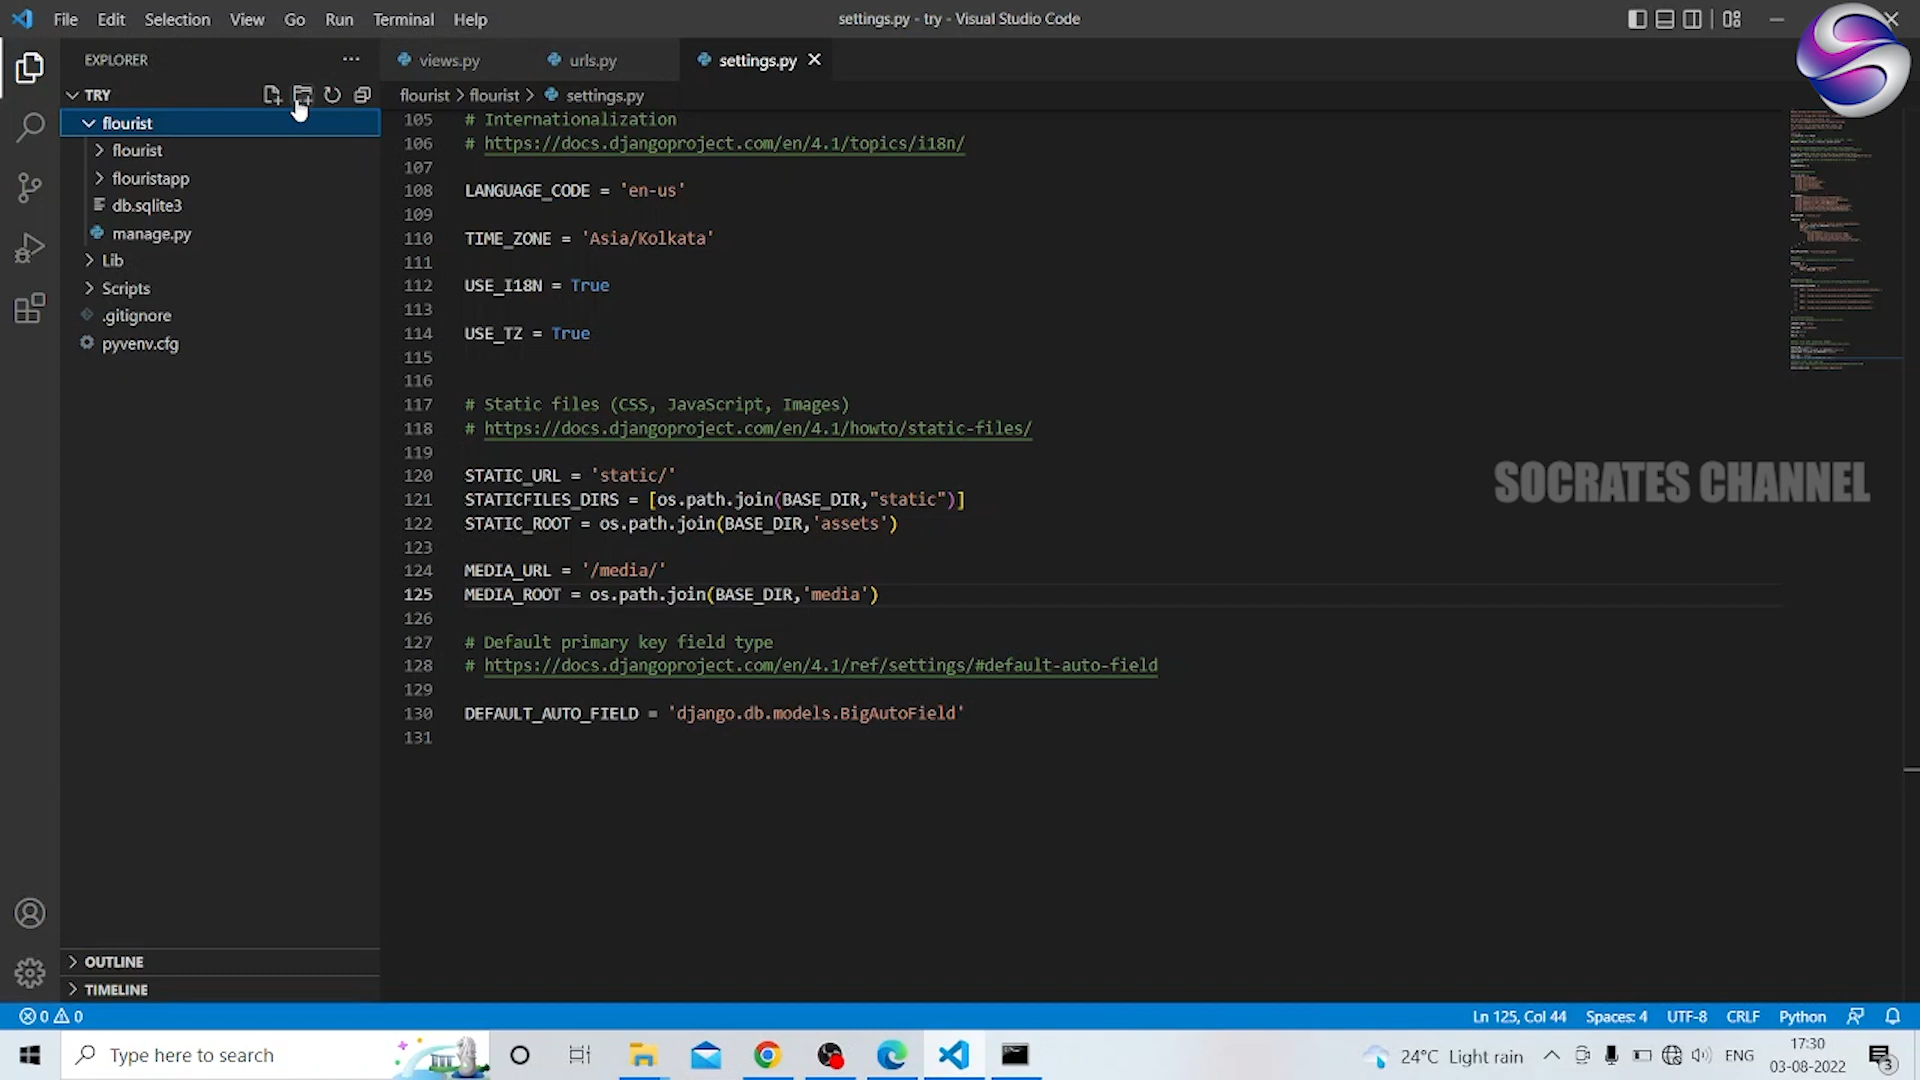 File Edit Selection View Go Run Terminal Help
settings.py - try - Visual Studio Code
EXPLORER
TRY
flourist
flourist
flouristapp
db.sqlite3
manage.py
Lib
Scripts
.gitignore
pyvenv.cfg
OUTLINE
TIMELINE
views.py
urls.py
settings.py
flourist > flourist > settings.py
105 # Internationalization
106 # https://docs.djangoproject.com/en/4.1/topics/i18n/
107
108 LANGUAGE_CODE = 'en-us'
109
110 TIME_ZONE = 'Asia/Kolkata'
111
112 USE_I18N = True
113
114 USE_TZ = True
115
116
117 # Static files (CSS, JavaScript, Images)
118 # https://docs.djangoproject.com/en/4.1/howto/static-files/
119
120 STATIC_URL = 'static/'
121 STATICFILES_DIRS = [os.path.join(BASE_DIR,"static")]
122 STATIC_ROOT = os.path.join(BASE_DIR,'assets')
123
124 MEDIA_URL = '/media/'
125 MEDIA_ROOT = os.path.join(BASE_DIR,'media')
126
127 # Default primary key field type
128 # https://docs.djangoproject.com/en/4.1/ref/settings/#default-auto-field
129
130 DEFAULT_AUTO_FIELD = 'django.db.models.BigAutoField'
131
SOCRATES CHANNEL
0 0
Ln 125, Col 44 Spaces: 4 UTF-8 CRLF Python
Type here to search
24°C Light rain
ENG
17:30
03-08-2022
3